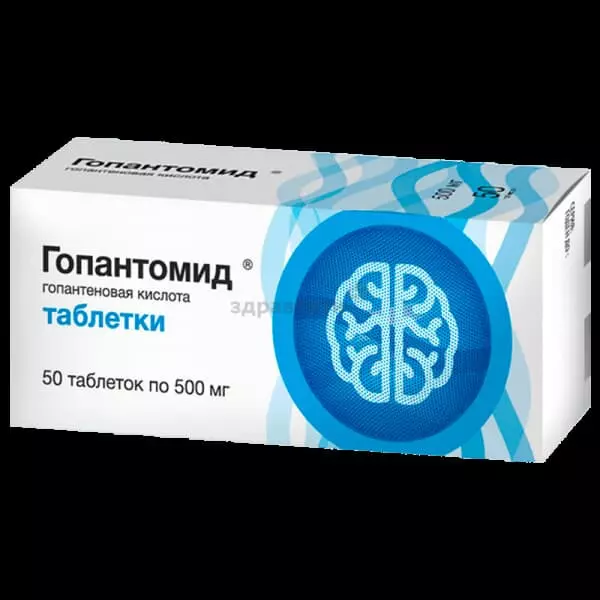 Гопантомид ®
гопантеновая кислота
500 мг
50
Гопантомид ®
гопантеновая кислота
таблетки
50 таблеток по 500 мг